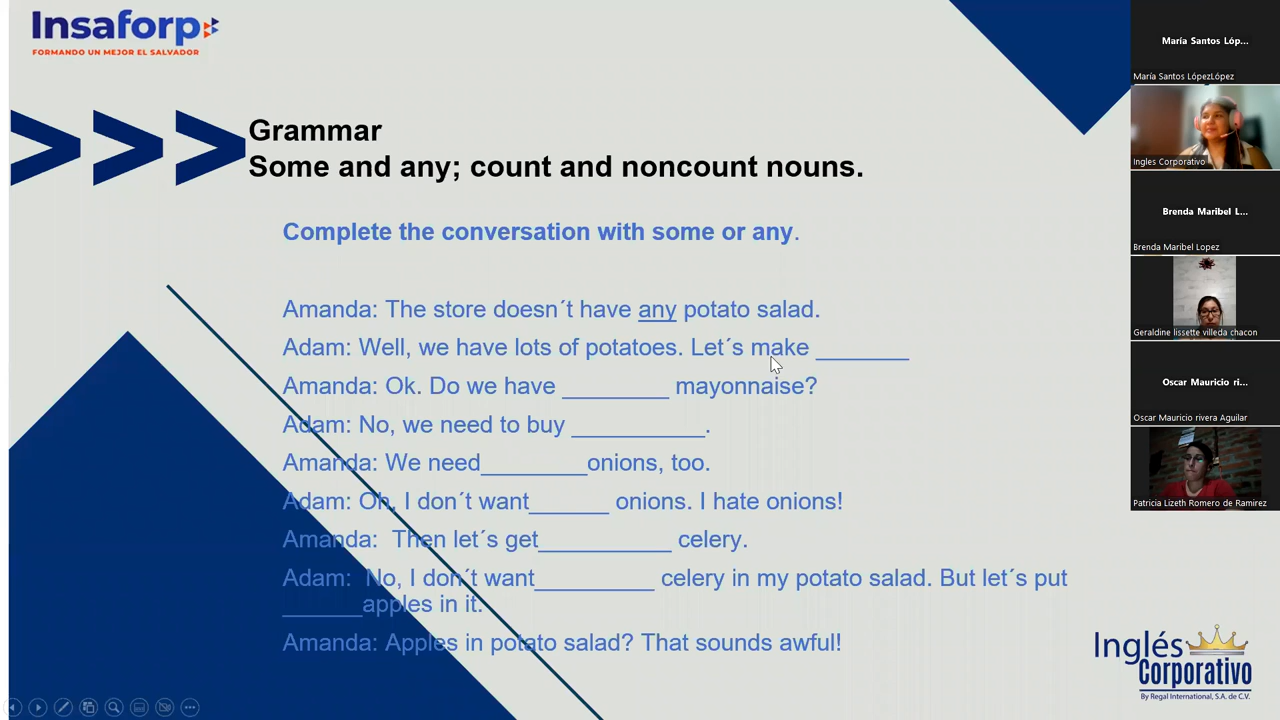 Insaforp
FORMANDO UN MEJOR EL SALVADOR
Grammar
Some and any; count and noncount nouns.
Complete the conversation with some or any.
Amanda: The store doesn´t have any potato salad.
Adam: Well, we have lots of potatoes. Let´s make _______
Amanda: Ok. Do we have ________ mayonnaise?
Adam: No, we need to buy __________.
Amanda: We need________onions, too.
Adam: Oh, I don´t want______ onions. I hate onions!
Amanda:  Then let´s get__________ celery.
Adam:  No, I don´t want_________ celery in my potato salad. But let´s put
______apples in it.
Amanda: Apples in potato salad? That sounds awful!
Inglés
Corporativo
By Regal International, S.A. de C.V.
María Santos Lóp...
María Santos LópezLópez
Ingles Corporativo
Brenda Maribel L...
Brenda Maribel Lopez
Geraldine lissette villeda chacon
Oscar Mauricio ri...
Oscar Mauricio rivera Aguilar
Patricia Lizeth Romero de Ramirez